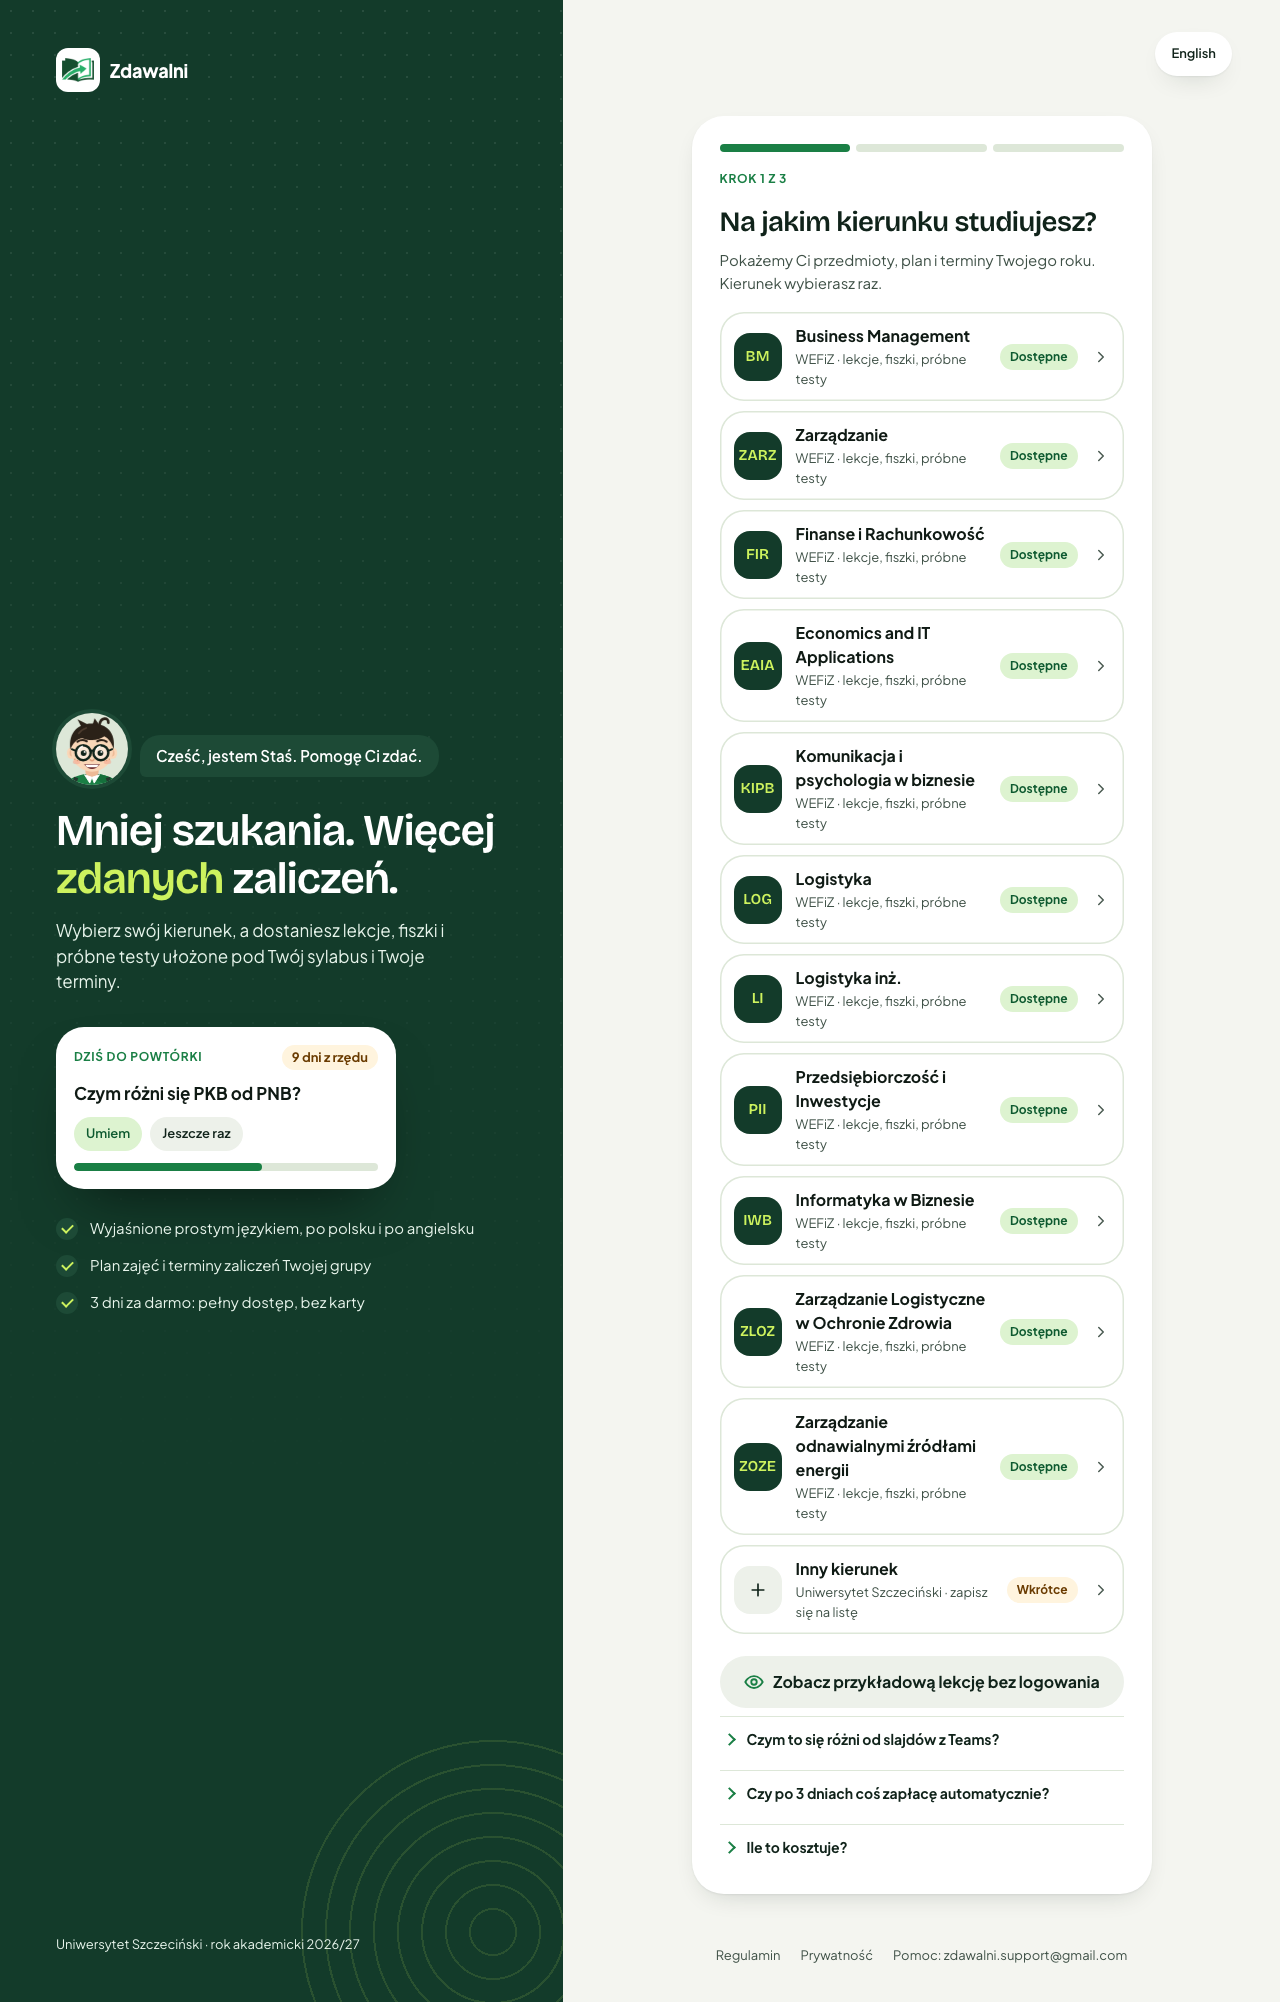 Zdawalni
Cześć, jestem Staś. Pomogę Ci zdać.
Mniej szukania. Więcej
zdanych zaliczeń.
Wybierz swój kierunek, a dostaniesz lekcje, fiszki i
próbne testy ułożone pod Twój sylabus i Twoje
terminy.
DZIŚ DO POWTÓRKI
9 dni z rzędu
Czym różni się PKB od PNB?
Umiem
Jeszcze raz
Wyjaśnione prostym językiem, po polsku i po angielsku
Plan zajęć i terminy zaliczeń Twojej grupy
3 dni za darmo: pełny dostęp, bez karty
Uniwersytet Szczeciński · rok akademicki 2026/27
English
KROK 1 Z 3
Na jakim kierunku studiujesz?
Pokażemy Ci przedmioty, plan i terminy Twojego roku.
Kierunek wybierasz raz.
BM
Business Management
WEFiZ · lekcje, fiszki, próbne
testy
Dostępne
ZARZ
Zarządzanie
WEFiZ · lekcje, fiszki, próbne
testy
Dostępne
FIR
Finanse i Rachunkowość
WEFiZ · lekcje, fiszki, próbne
testy
Dostępne
EAIA
Economics and IT
Applications
WEFiZ · lekcje, fiszki, próbne
testy
Dostępne
KIPB
Komunikacja i
psychologia w biznesie
WEFiZ · lekcje, fiszki, próbne
testy
Dostępne
LOG
Logistyka
WEFiZ · lekcje, fiszki, próbne
testy
Dostępne
LI
Logistyka inż.
WEFiZ · lekcje, fiszki, próbne
testy
Dostępne
PII
Przedsiębiorczość i
Inwestycje
WEFiZ · lekcje, fiszki, próbne
testy
Dostępne
IWB
Informatyka w Biznesie
WEFiZ · lekcje, fiszki, próbne
testy
Dostępne
ZLOZ
Zarządzanie Logistyczne
w Ochronie Zdrowia
WEFiZ · lekcje, fiszki, próbne
testy
Dostępne
ZOZE
Zarządzanie
odnawialnymi źródłami
energii
WEFiZ · lekcje, fiszki, próbne
testy
Dostępne
Inny kierunek
Uniwersytet Szczeciński · zapisz
się na listę
Wkrótce
Zobacz przykładową lekcję bez logowania
Czym to się różni od slajdów z Teams?
Czy po 3 dniach coś zapłacę automatycznie?
Ile to kosztuje?
Regulamin
Prywatność
Pomoc: zdawalni.support@gmail.com